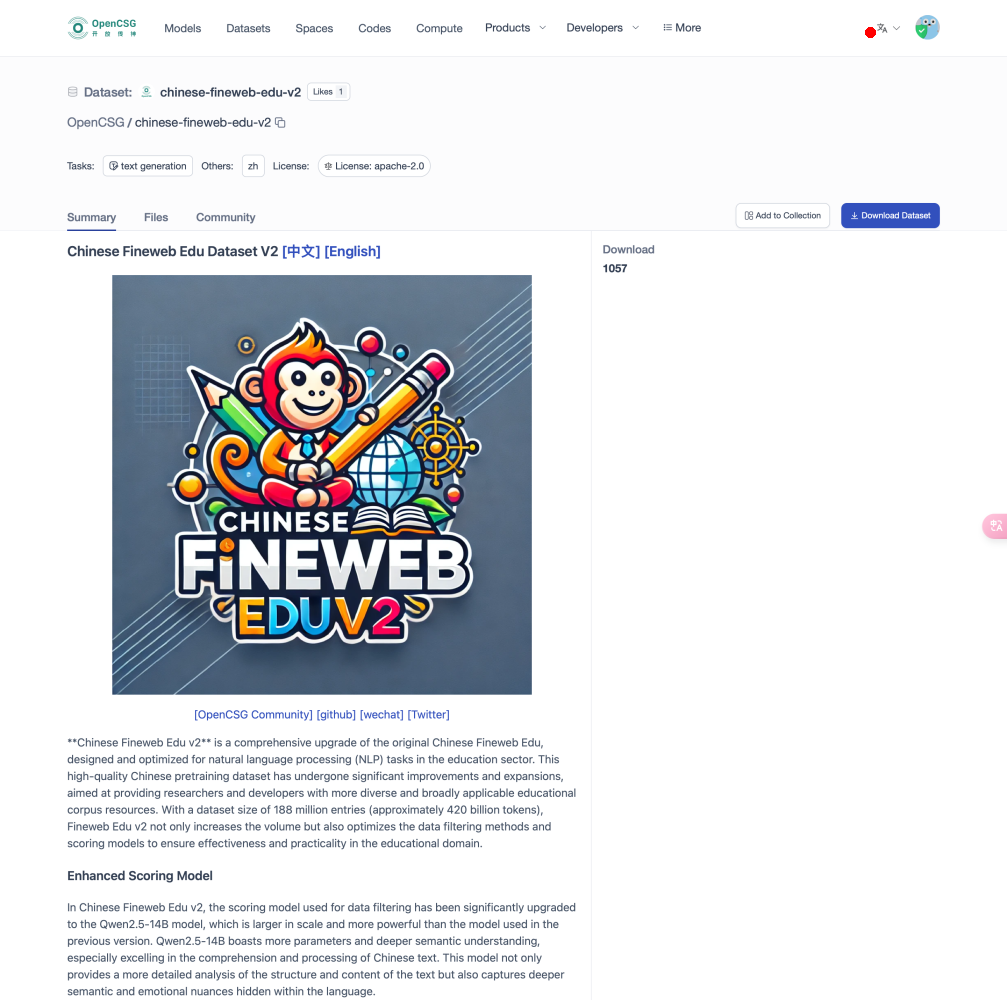 OpenCSG
开 放 传 神
Models
Datasets
Spaces
Codes
Compute
Products
Developers
More
Dataset:
chinese-fineweb-edu-v2
Likes 1
OpenCSG / chinese-fineweb-edu-v2
Tasks: text generation Others: zh License: License: apache-2.0
Summary
Files
Community
Add to Collection
Download Dataset
Chinese Fineweb Edu Dataset V2 [中文] [English]
Download
1057
CHINESE
FiNEWEB
EDU V2
[OpenCSG Community] [github] [wechat] [Twitter]
**Chinese Fineweb Edu v2** is a comprehensive upgrade of the original Chinese Fineweb Edu,
designed and optimized for natural language processing (NLP) tasks in the education sector. This
high-quality Chinese pretraining dataset has undergone significant improvements and expansions,
aimed at providing researchers and developers with more diverse and broadly applicable educational
corpus resources. With a dataset size of 188 million entries (approximately 420 billion tokens),
Fineweb Edu v2 not only increases the volume but also optimizes the data filtering methods and
scoring models to ensure effectiveness and practicality in the educational domain.
Enhanced Scoring Model
In Chinese Fineweb Edu v2, the scoring model used for data filtering has been significantly upgraded
to the Qwen2.5-14B model, which is larger in scale and more powerful than the model used in the
previous version. Qwen2.5-14B boasts more parameters and deeper semantic understanding,
especially excelling in the comprehension and processing of Chinese text. This model not only
provides a more detailed analysis of the structure and content of the text but also captures deeper
semantic and emotional nuances hidden within the language.